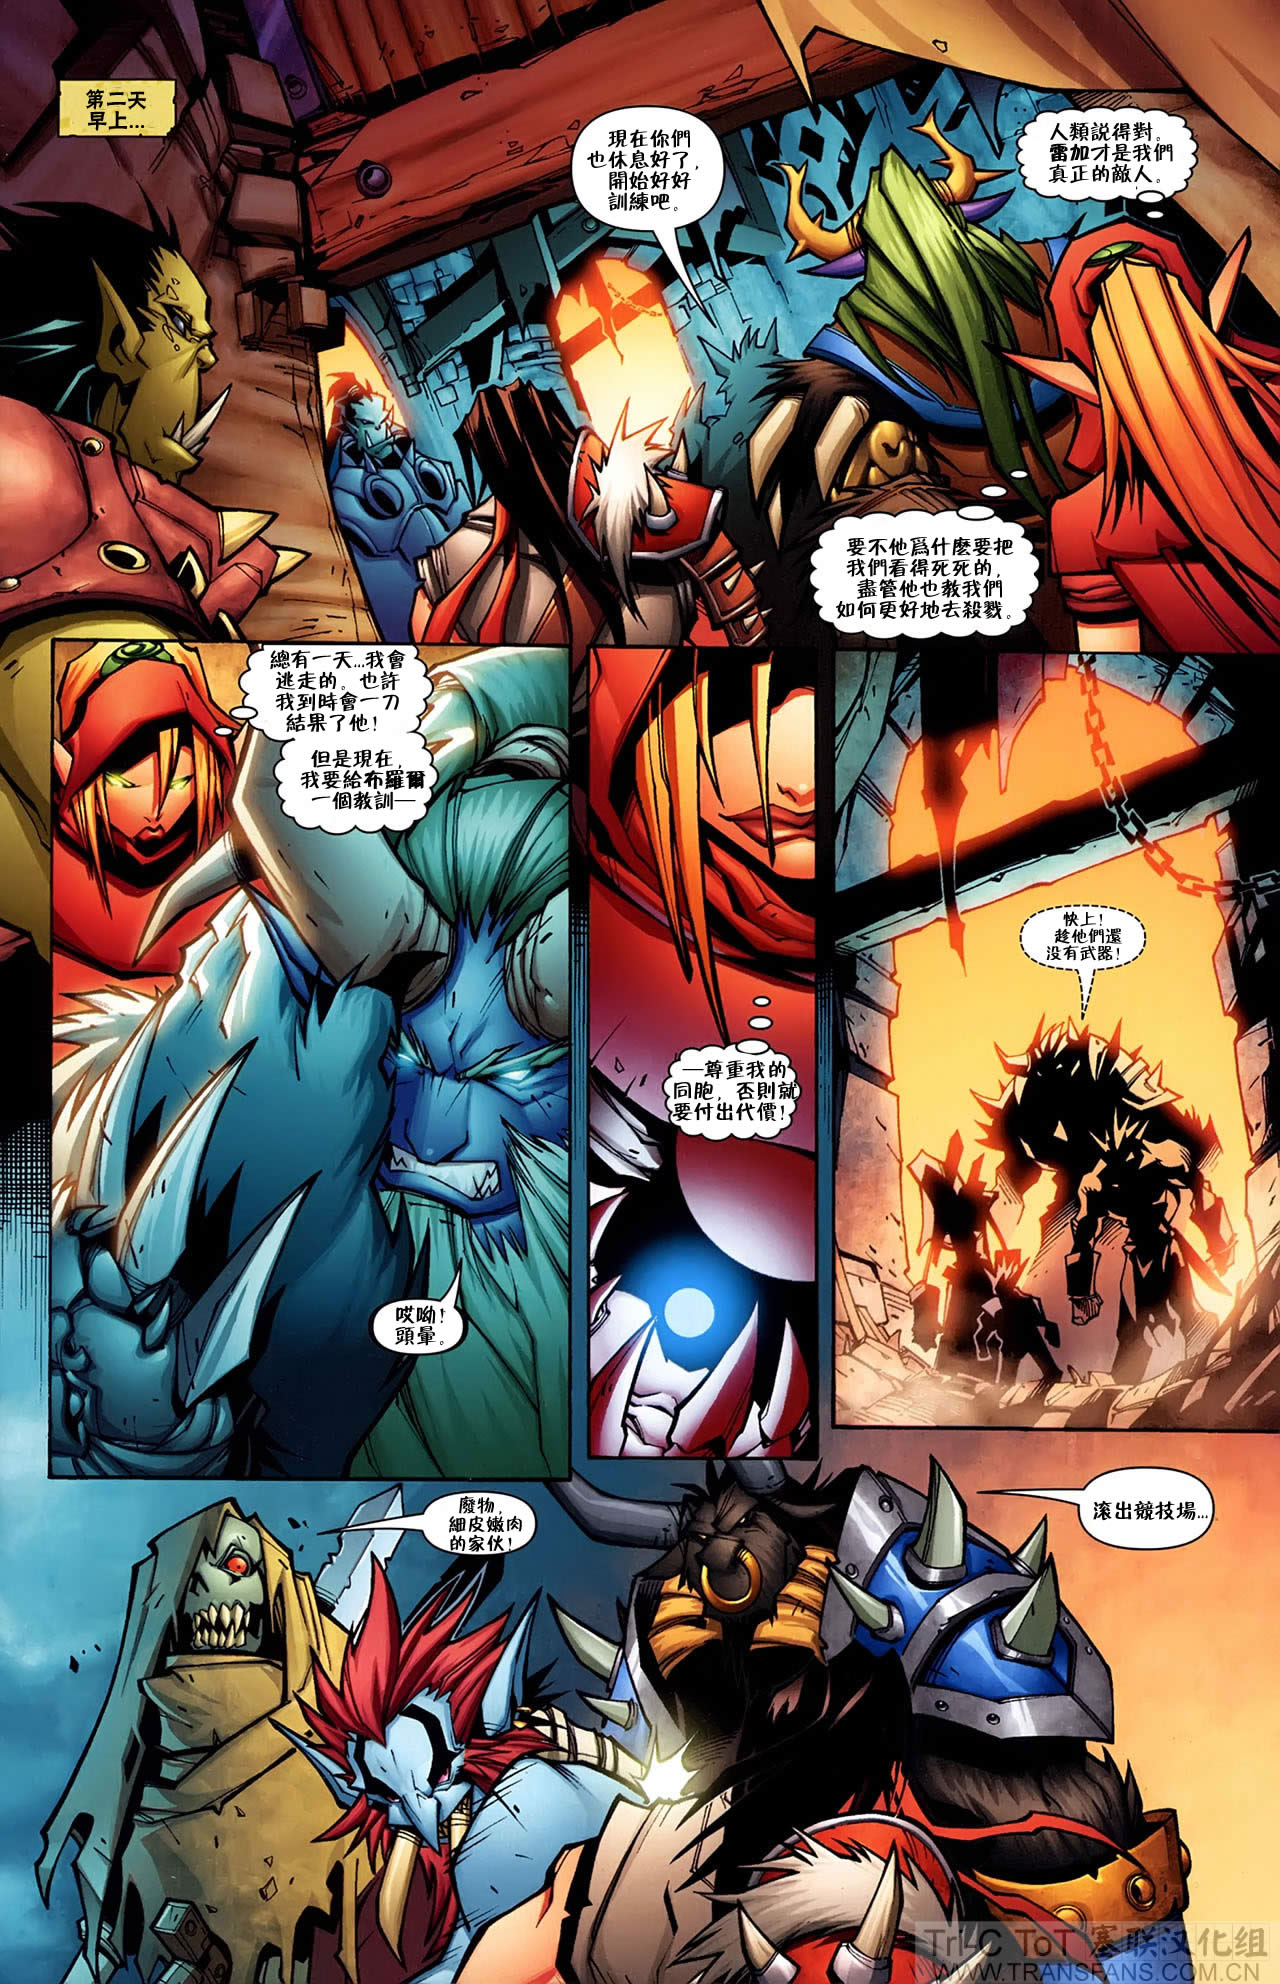 第二天
早上...
現在你們
也休息好了，
開始好好
訓練吧。
人類説得對。
雷加才是我們
真正的敵人。
要不他爲什麽要把
我們看得死死的，
盡管他也教我們
如何更好地去殺戮。
總有一天...我會
逃走的。也許
我到時會一刀
結果了他！
但是現在，
我要給布羅爾
一個教訓—
哎呦！
頭暈。
—尊重我的
同胞，否則就
要付出代價！
快上！
趁他們還
没有武器！
廢物，
細皮嫩肉
的家伙！
滚出競技場...
TrI-C ToT 塞联汉化组
WWW.TRANSFANS.COM.CN